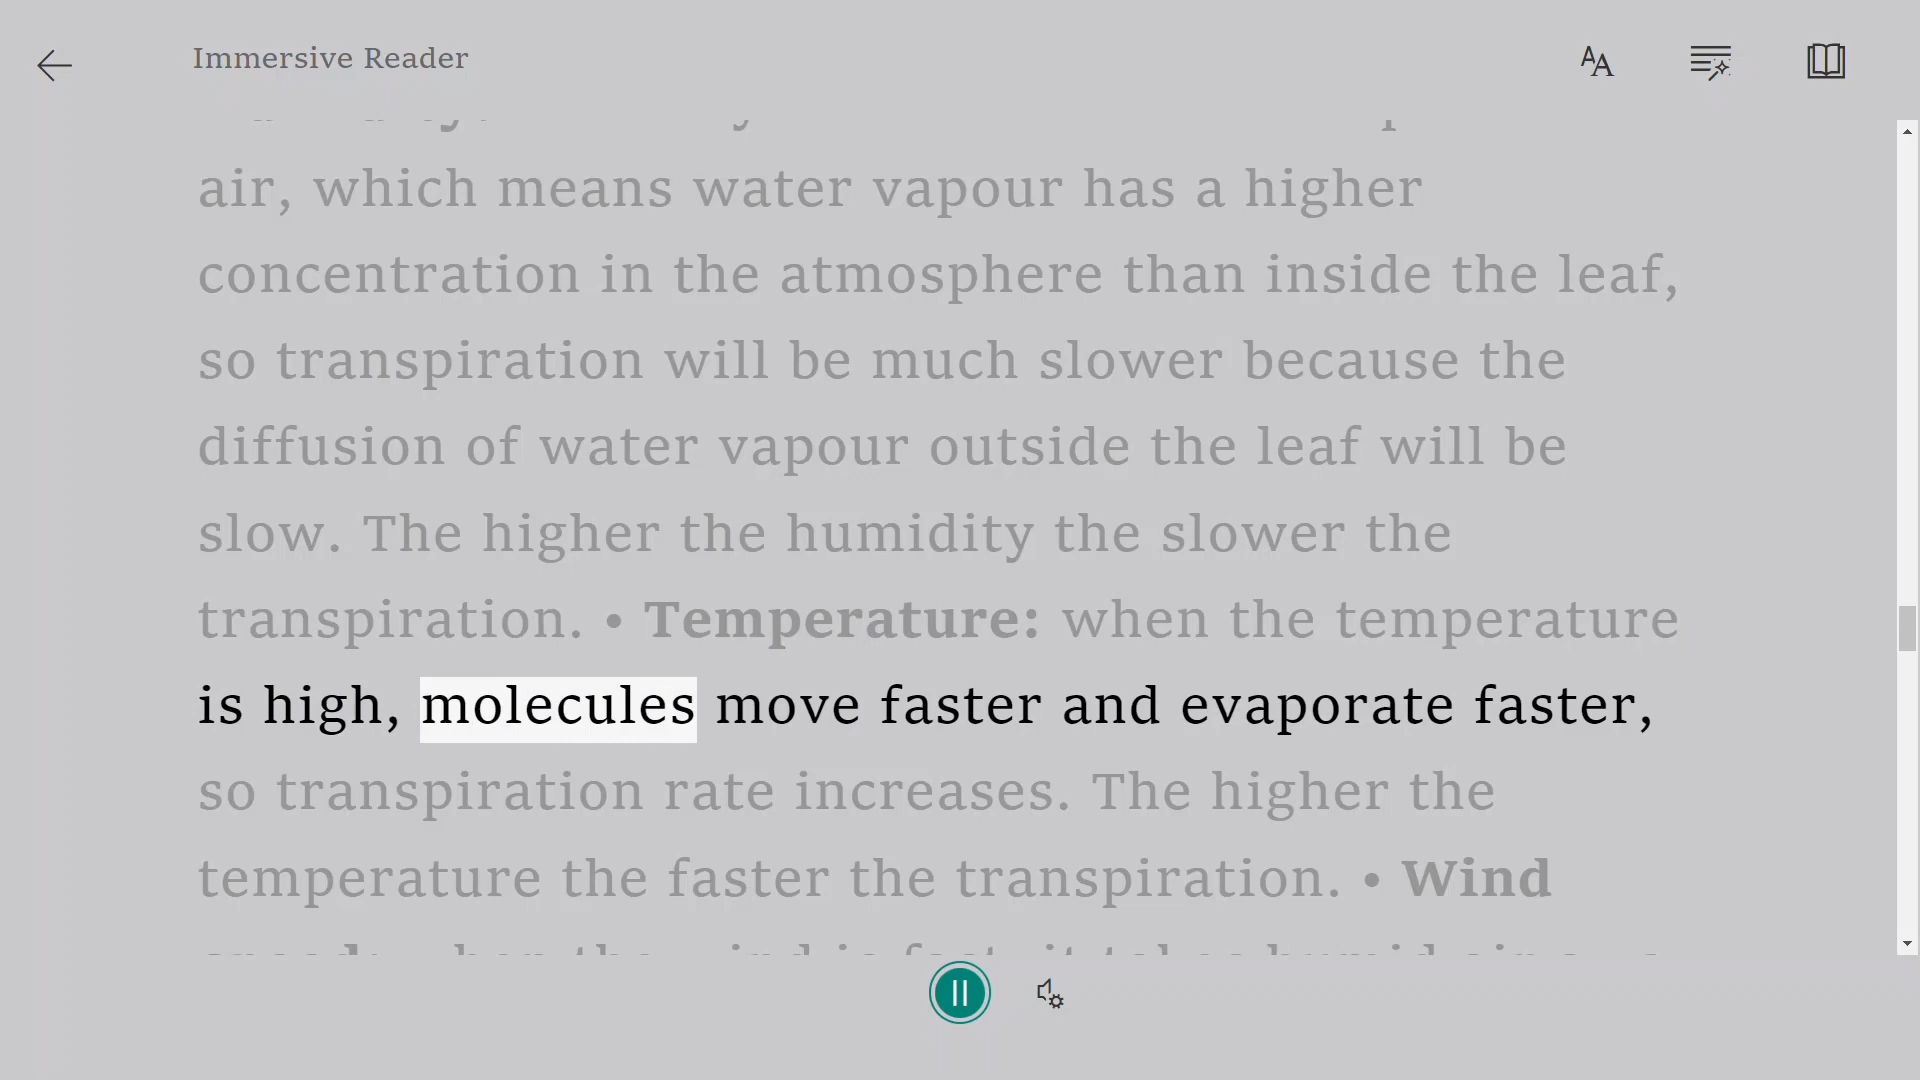 Immersive Reader
air, which means water vapour has a higher
concentration in the atmosphere than inside the leaf,
so transpiration will be much slower because the
diffusion of water vapour outside the leaf will be
slow. The higher the humidity the slower the
transpiration. • Temperature: when the temperature
is high, molecules move faster and evaporate faster,
so transpiration rate increases. The higher the
temperature the faster the transpiration. • Wind